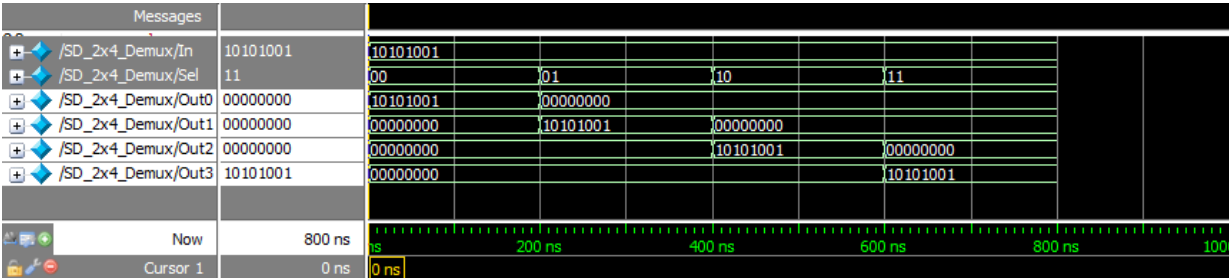 Messages
/SD_2x4_Demux/In 10101001 10101001
/SD_2x4_Demux/Sel 11 00 01 10 11
/SD_2x4_Demux/Out0 00000000 10101001 00000000
/SD_2x4_Demux/Out1 00000000 00000000 10101001 00000000
/SD_2x4_Demux/Out2 00000000 00000000 10101001 00000000
/SD_2x4_Demux/Out3 10101001 00000000 10101001
Now 800 ns ns 200 ns 400 ns 600 ns 800 ns 100
Cursor 1 0 ns 0 ns